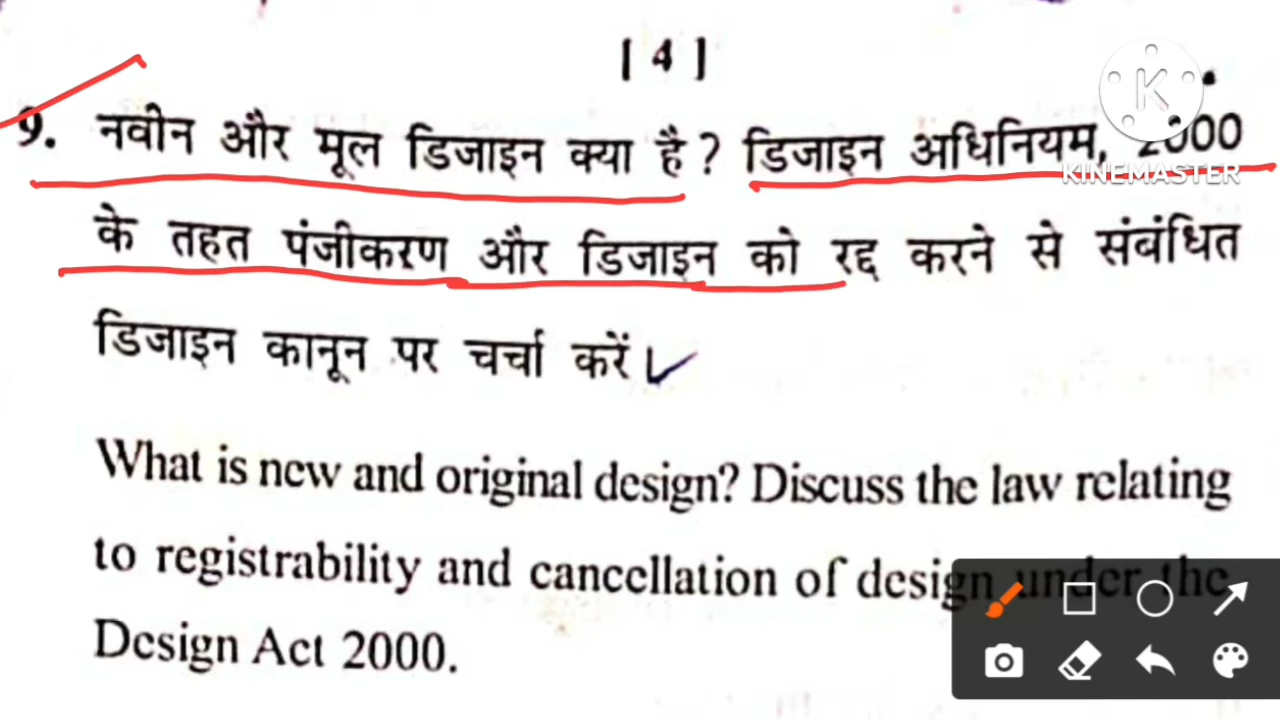 [ 4 ]
9. नवीन और मूल डिजाइन क्या है ? डिजाइन अधिनियम, 2000
KINEMASTER
के तहत पंजीकरण और डिजाइन को रद्द करने से संबंधित
डिजाइन कानून पर चर्चा करें।
What is new and original design? Discuss the law relating
to registrability and cancellation of design under the
Design Act 2000.